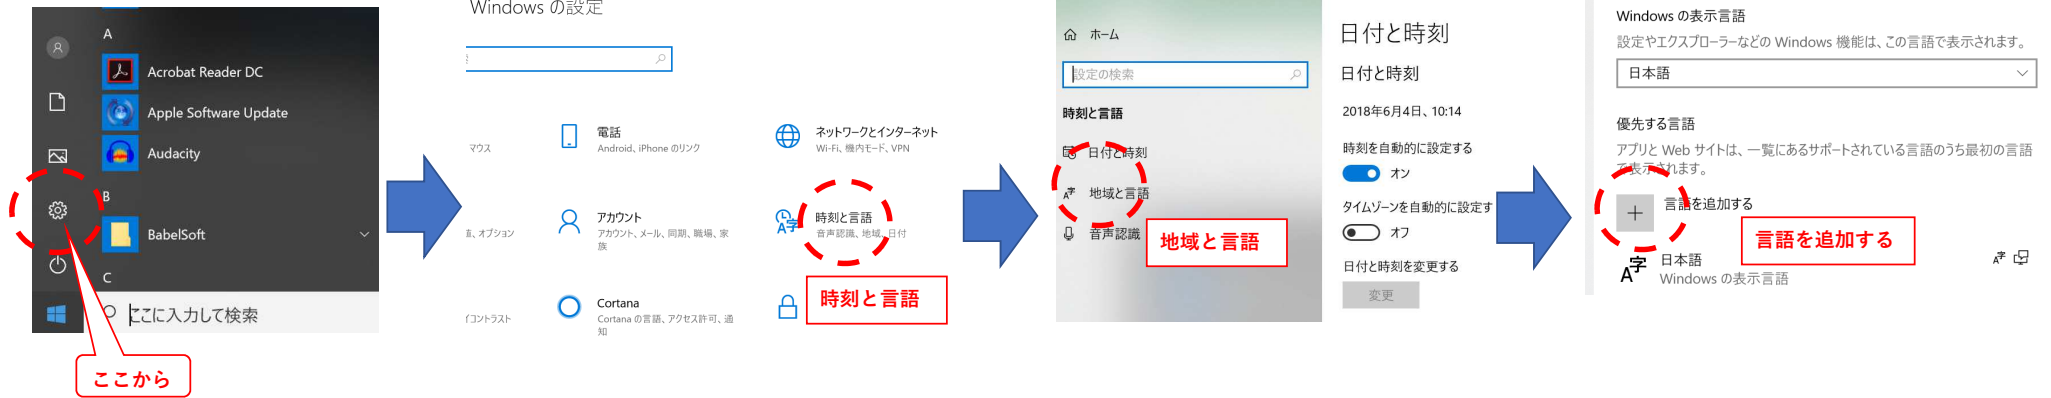 A
Acrobat Reader DC
Apple Software Update
Audacity
B
BabelSoft
C
ここに入力して検索
ここから
Windows の設定
マウス
電話
Android、iPhone のリンク
ネットワークとインターネット
Wi-Fi、機内モード、VPN
オプション
アカウント
アカウント、メール、同期、職場、家
族
時刻と言語
音声認識、地域、日付
コントラスト
Cortana
Cortana の言語、アクセス許可、通
知
時刻と言語
ホーム
設定の検索
時刻と言語
日付と時刻
地域と言語
音声認識
地域と言語
日付と時刻
日付と時刻
2018年6月4日、10:14
時刻を自動的に設定する
オン
タイムゾーンを自動的に設定す
オフ
日付と時刻を変更する
変更
Windows の表示言語
設定やエクスプローラーなどの Windows 機能は、この言語で表示されます。
日本語
優先する言語
アプリと Web サイトは、一覧にあるサポートされている言語のうち最初の言語
で表示されます。
言語を追加する
言語を追加する
日本語
Windows の表示言語